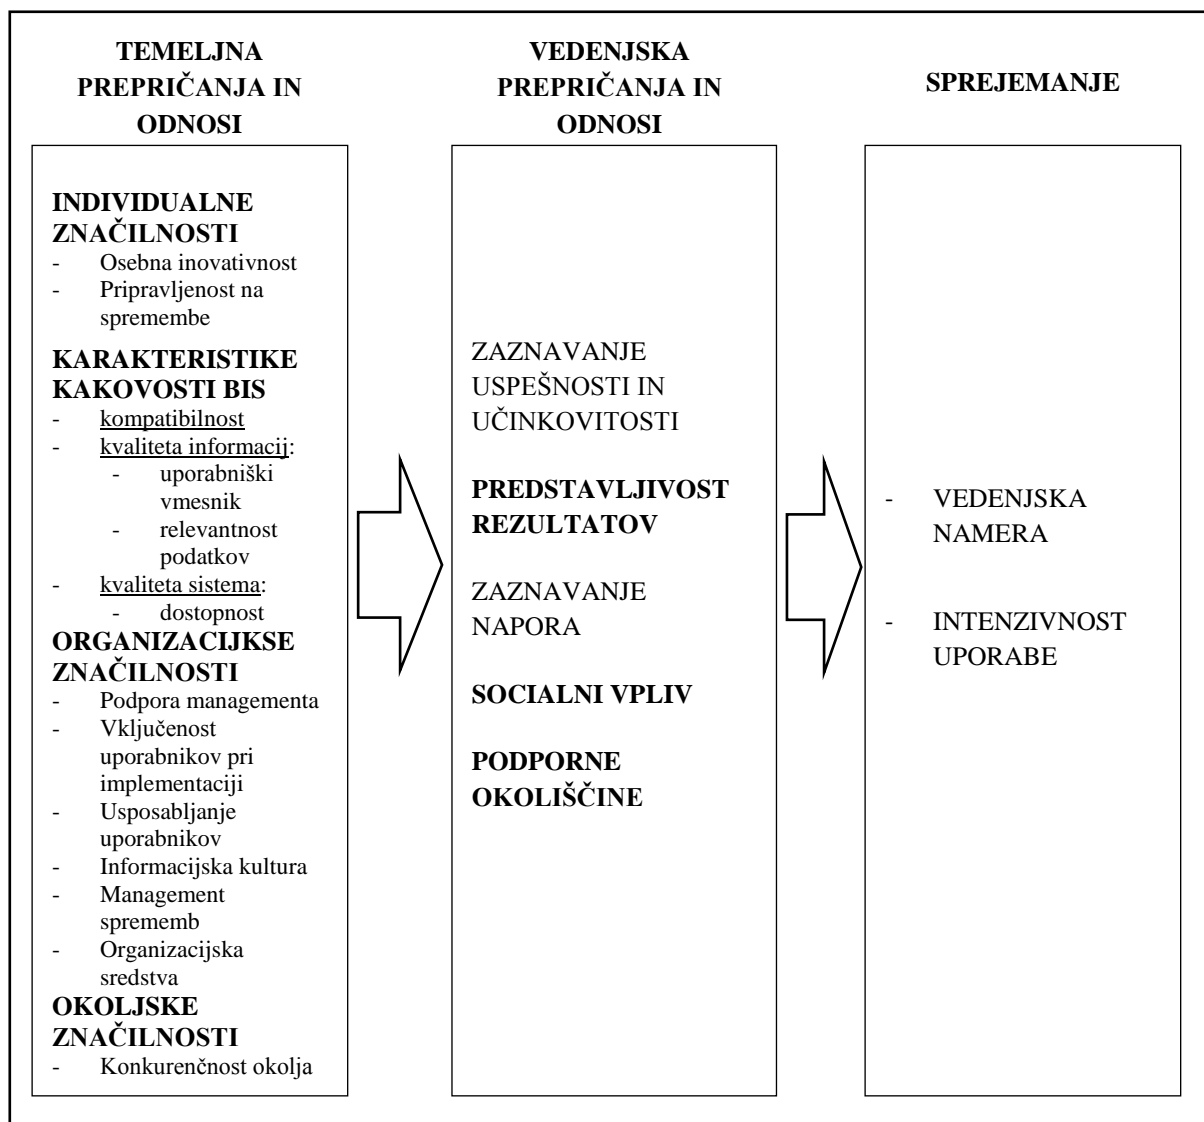 TEMELJNA
PREPRIČANJA IN
ODNOSI
INDIVIDUALNE
ZNAČILNOSTI
- Osebna inovativnost
- Pripravljenost na
spremembe
KARAKTERISTIKE
KAKOVOSTI BIS
- kompatibilnost
- kvaliteta informacij:
- uporabniški
vmesnik
- relevantnost
podatkov
- kvaliteta sistema:
- dostopnost
ORGANIZACIJKSE
ZNAČILNOSTI
- Podpora managementa
- Vključenost
uporabnikov pri
implementaciji
- Usposabljanje
uporabnikov
- Informacijska kultura
- Management
sprememb
- Organizacijska
sredstva
OKOLJSKE
ZNAČILNOSTI
- Konkurenčnost okolja
VEDENJSKA
PREPRIČANJA IN
ODNOSI
ZAZNAVANJE
USPEŠNOSTI IN
UČINKOVITOSTI
PREDSTAVLJIVOST
REZULTATOV
ZAZNAVANJE
NAPORA
SOCIALNI VPLIV
PODPORNE
OKOLIŠČINE
SPREJEMANJE
- VEDENJSKA
NAMERA
- INTENZIVNOST
UPORABE